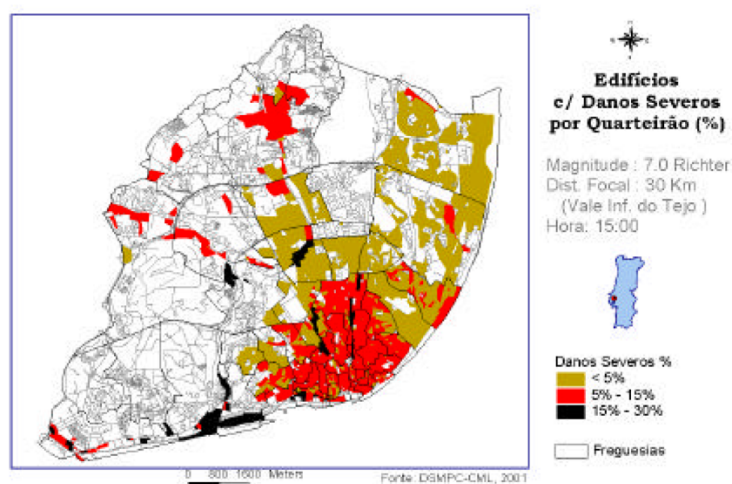 Edifícios
c/ Danos Severos
por Quarteirão (%)
Magnitude : 7.0 Richter
Dist. Focal : 30 Km
(Vale Inf. do Tejo )
Hora: 15:00
Danos Severos %
< 5%
5% - 15%
15% - 30%
Freguesias
0 800 1600 Meters
Fonte: DSMPC-CML, 2001